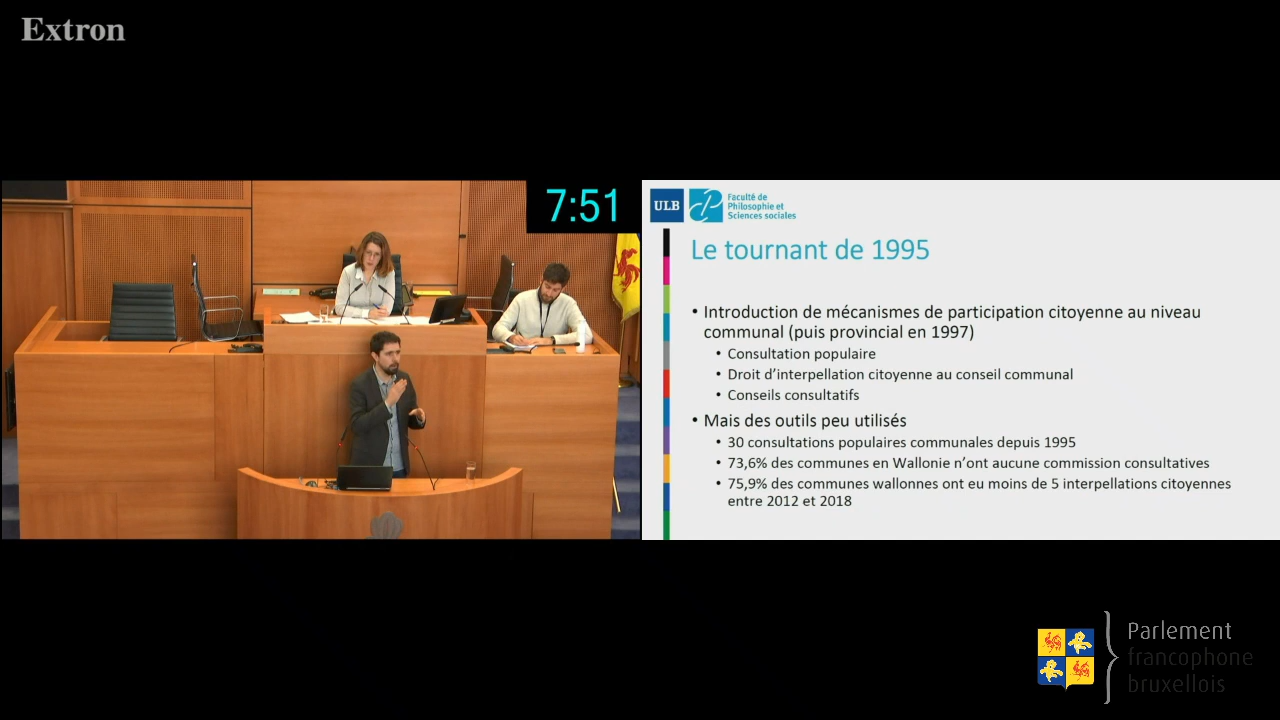 Extron
7:51
ULB
Faculté de
Philosophie et
Sciences sociales
Le tournant de 1995
• Introduction de mécanismes de participation citoyenne au niveau
communal (puis provincial en 1997)
• Consultation populaire
• Droit d'interpellation citoyenne au conseil communal
• Conseils consultatifs
• Mais des outils peu utilisés
• 30 consultations populaires communales depuis 1995
• 73,6% des communes en Wallonie n'ont aucune commission consultatives
• 75,9% des communes wallonnes ont eu moins de 5 interpellations citoyennes
entre 2012 et 2018
Parlement
francophone
bruxellois